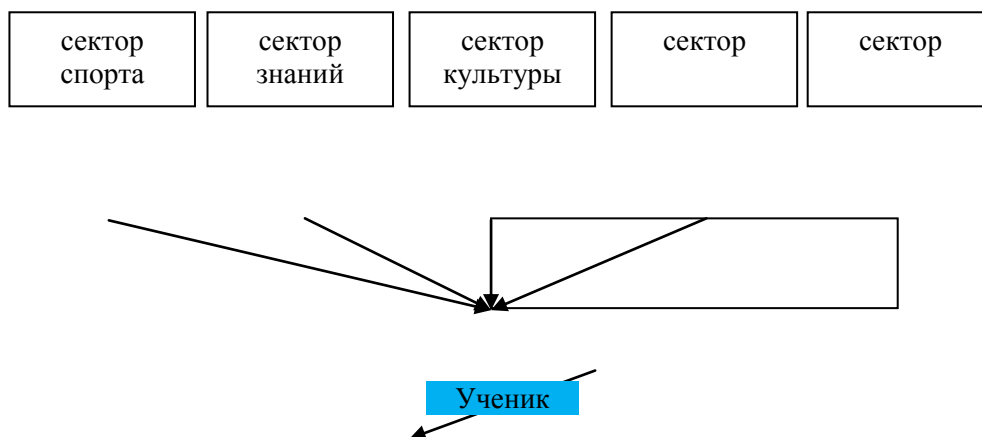 сектор
спорта
сектор
знаний
сектор
культуры
сектор
сектор
Ученик